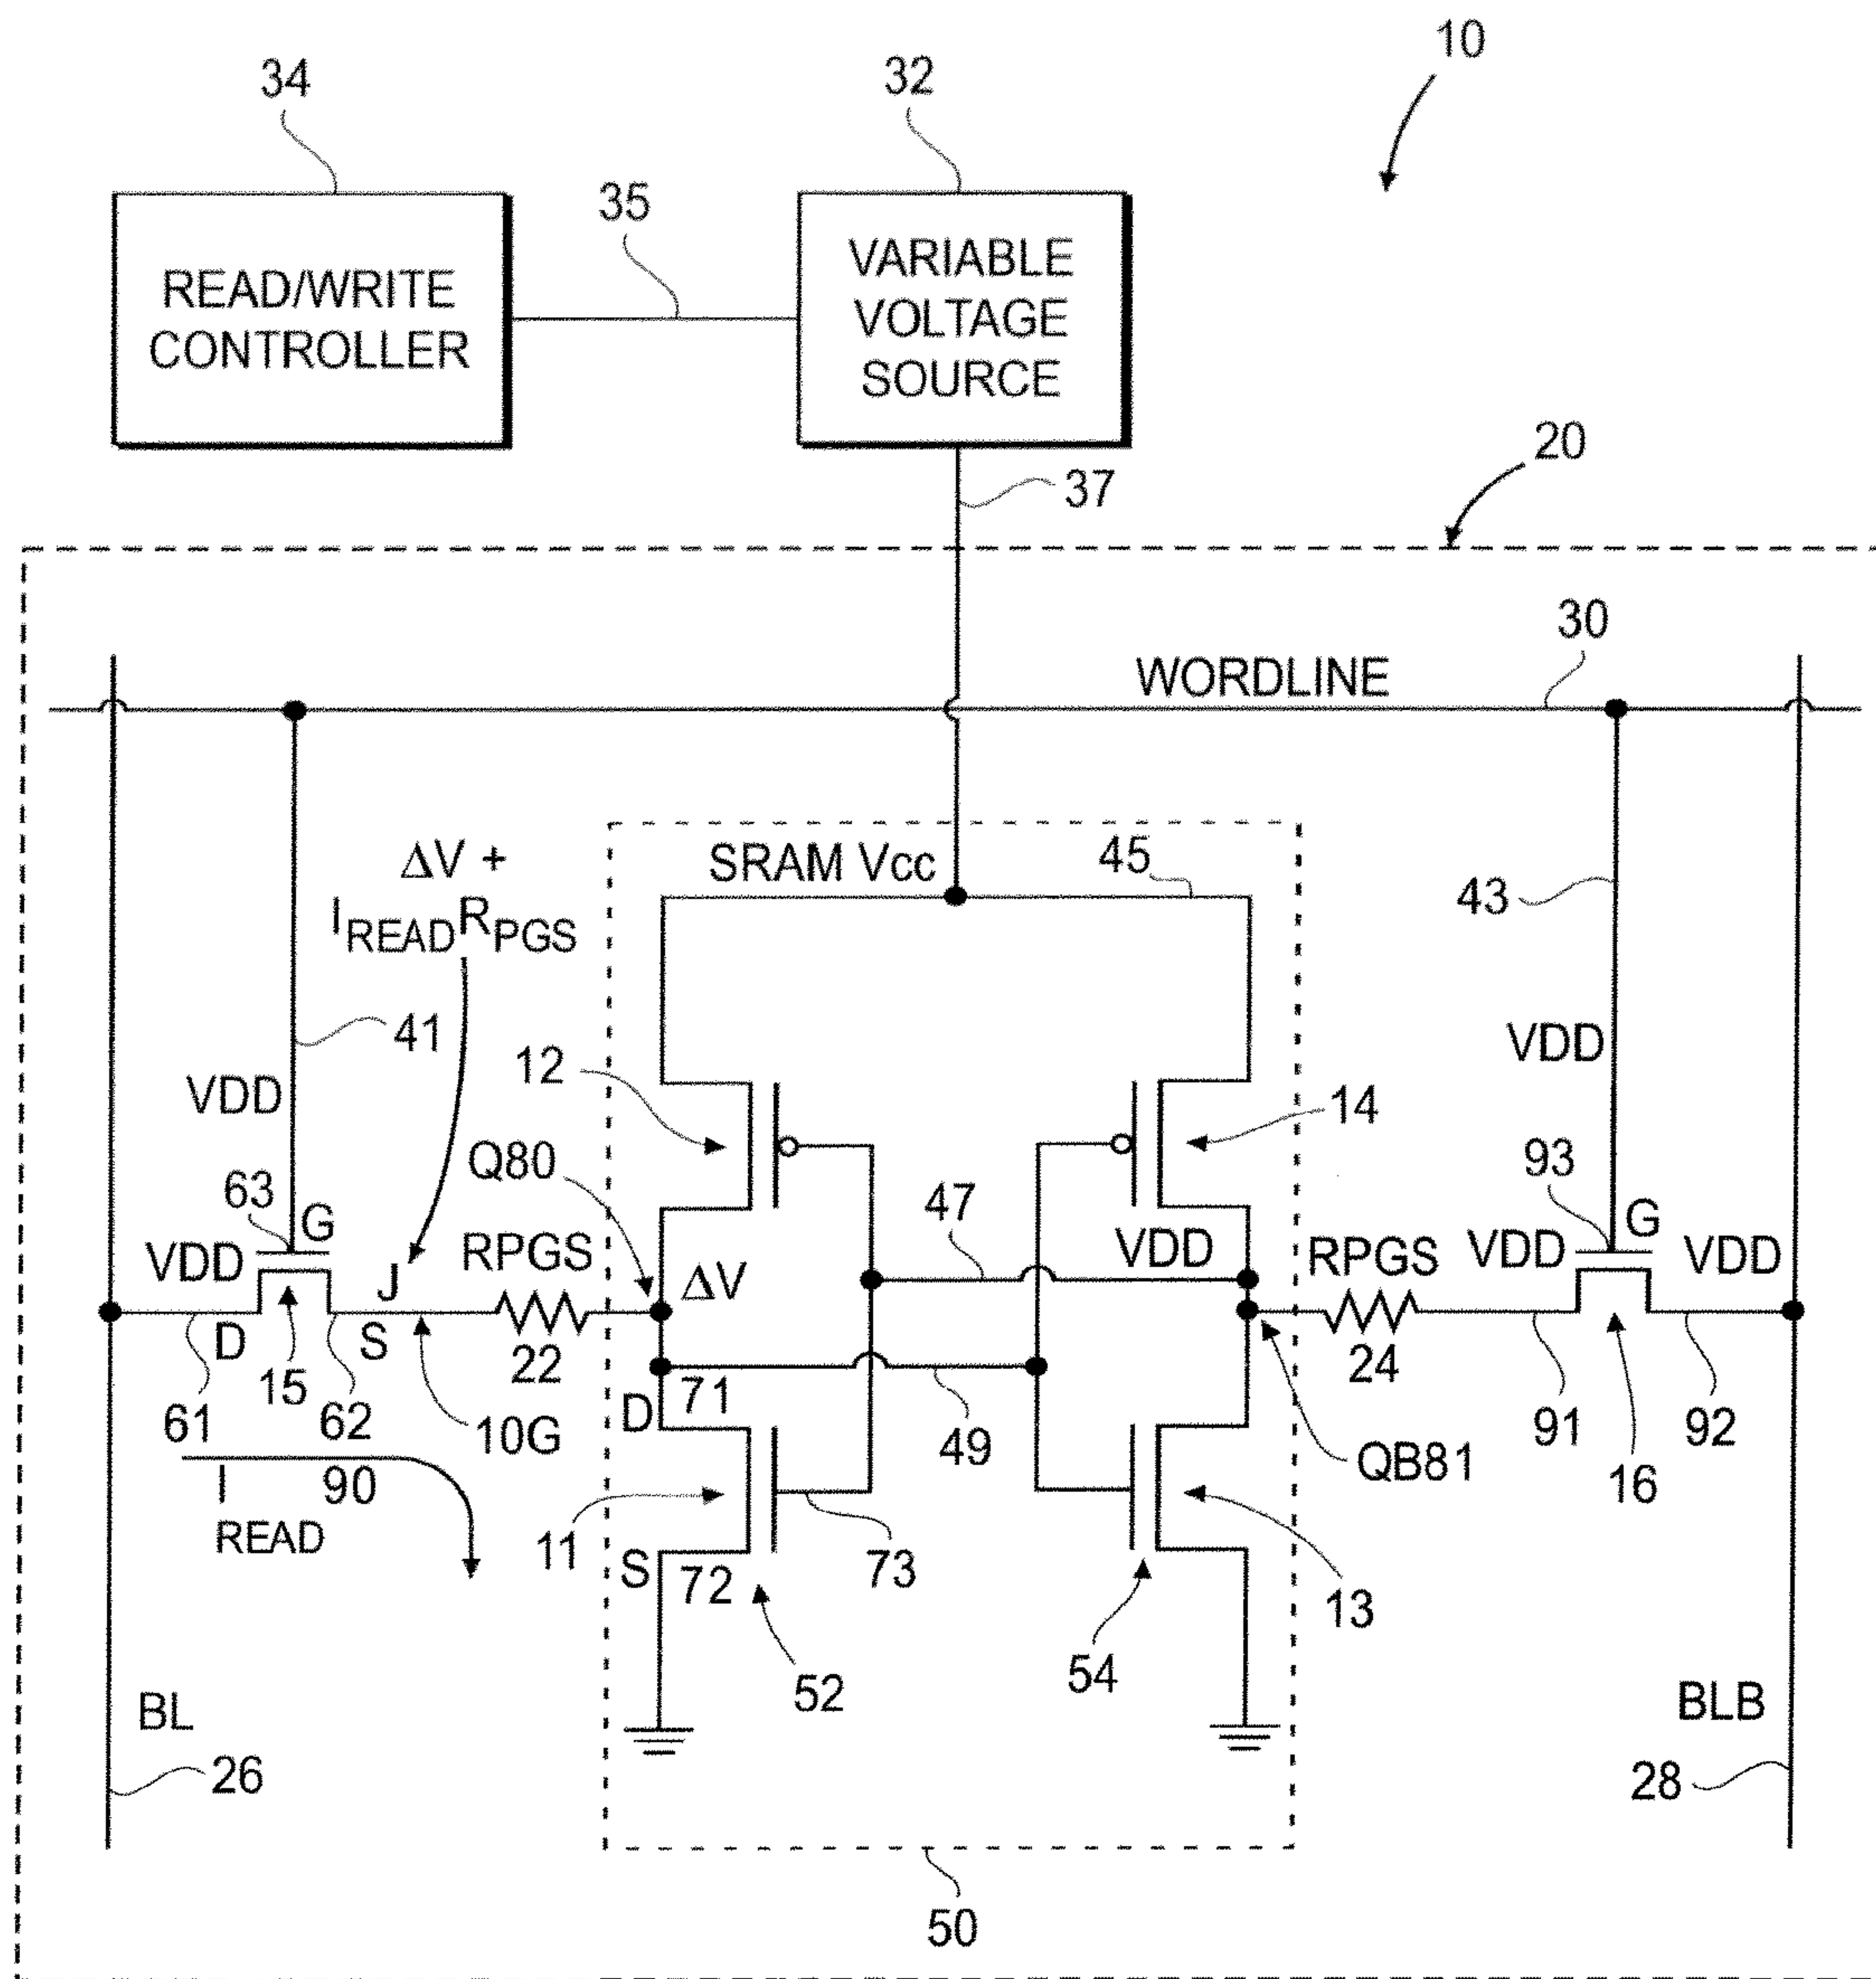 10
34
32
35
READ/WRITE
CONTROLLER
VARIABLE
VOLTAGE
SOURCE
20
37
30
WORDLINE
ΔV +
I_READ R_PGS
SRAM Vcc
45
43
41
12
VDD
VDD
14
Q80
93
63
G
47
G
VDD
J
RPGS
ΔV
VDD
RPGS
VDD
VDD
D
15
S
22
71
24
61
62
10G
D
49
91
92
I
90
QB81
16
READ
11
S
72
73
13
52
54
BL
BLB
26
28
50